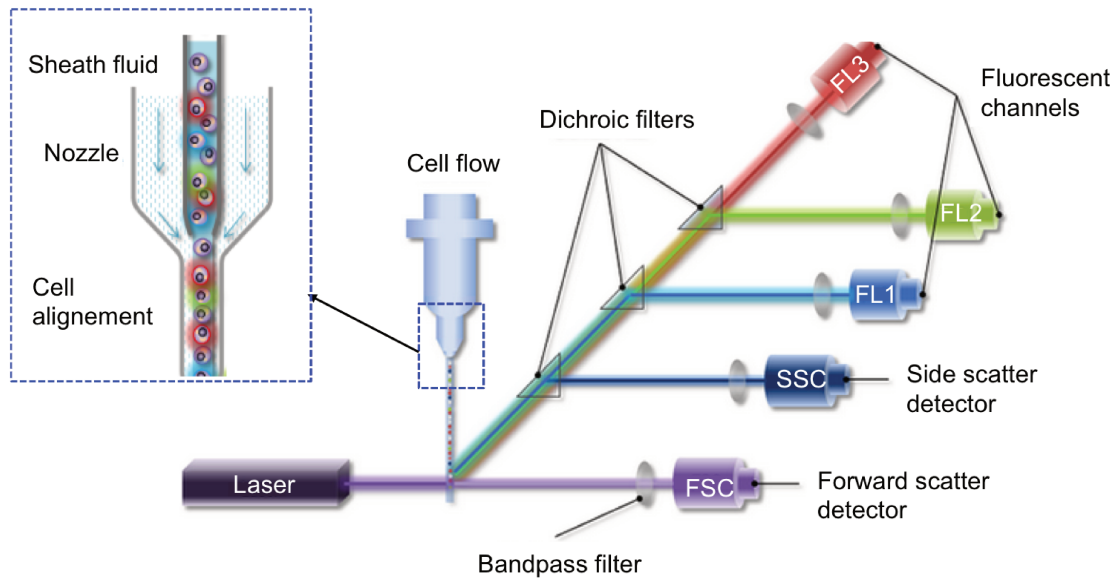 Sheath fluid
Nozzle
Cell
alignement
Cell flow
Dichroic filters
Fluorescent
channels
FL3
FL2
FL1
SSC
Side scatter
detector
Laser
FSC
Forward scatter
detector
Bandpass filter